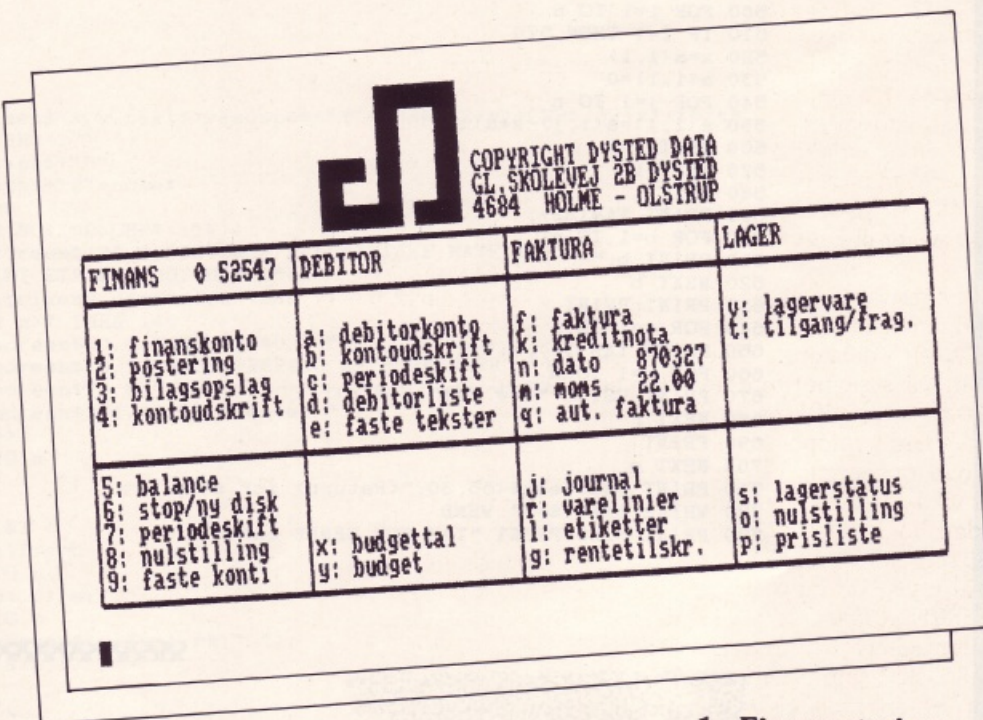 COPYRIGHT DYSTED DATA
GL.SKOLEVEJ 2B DYSTED
4684 HOLME - OLSTRUP
FINANS 0 52547
DEBITOR
FAKTURA
LAGER
1: finanskonto
2: postering
3: bilagsopslag
4: kontoudskrift
a: debitorkonto
b: kontoudskrift
c: periodeskift
d: debitorliste
e: faste tekster
f: faktura
k: kreditnota
n: dato 870327
m: moms 22.00
q: aut. faktura
v: lagervare
t: tilgang/frag.
5: balance
6: stop/ny disk
7: periodeskift
8: nulstilling
9: faste konti
x: budgettal
y: budget
j: journal
r: varelinier
l: etiketter
g: rentetilskr.
s: lagerstatus
o: nulstilling
p: prisliste